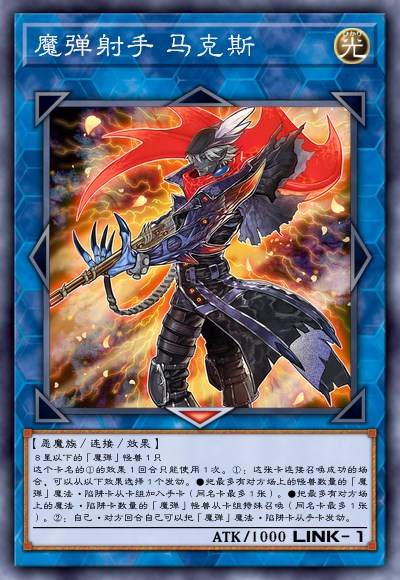 魔弹射手 马克斯
光
【恶魔族／连接／效果】
8星以下的「魔弹」怪兽1只
这个卡名的①的效果1回合只能使用1次。①：这张卡连接召唤成功的场
合，可以从以下效果选择1个发动。●把最多有对方场上的怪兽数量的「魔
弹」魔法·陷阱卡从卡组加入手卡（同名卡最多1张）。●把最多有对方场
上的魔法·陷阱卡数量的「魔弹」怪兽从卡组特殊召唤（同名卡最多1
张）。②：自己·对方回合自己可以把「魔弹」魔法·陷阱卡从手卡发动。
ATK/1000 LINK-1